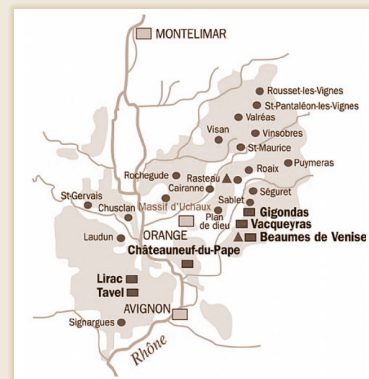 MONTELIMAR
Rousset-les-Vignes
St-Pantaléon-les-Vignes
Valréas
Visan
Vinsobres
St-Maurice
Puymeras
Rochegude
Rasteau
Roaix
Cairanne
St-Gervais
Massif d'Uchaux
Sablet
Séguret
Chusclan
Plan
de dieu
Gigondas
ORANGE
Vacqueyras
Laudun
Beaumes de Venise
Châteauneuf-du-Pape
Lirac
Tavel
AVIGNON
Signargues
Rhône